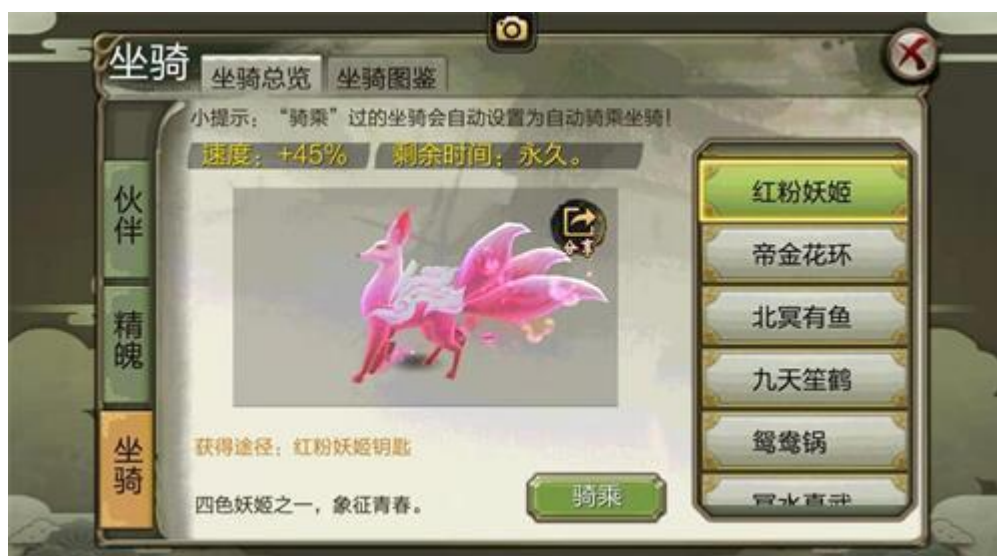 坐骑
坐骑总览 坐骑图鉴
小提示：“骑乘”过的坐骑会自动设置为自动骑乘坐骑！
速度：+45% 剩余时间：永久。
伙伴
精魄
坐骑
分享
获得途径：红粉妖姬钥匙
四色妖姬之一，象征青春。
骑乘
红粉妖姬
帝金花环
北冥有鱼
九天笙鹤
鸳鸯锅